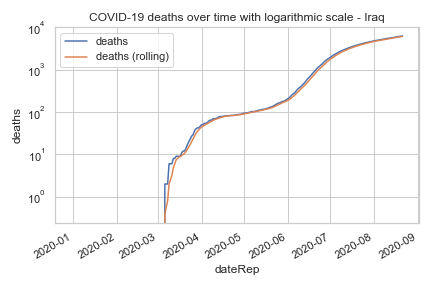 COVID-19 deaths over time with logarithmic scale - Iraq
deaths
deaths (rolling)
10⁴
10³
10²
10¹
10⁰
deaths
2020-01
2020-02
2020-03
2020-04
2020-05
2020-06
2020-07
2020-08
2020-09
dateRep